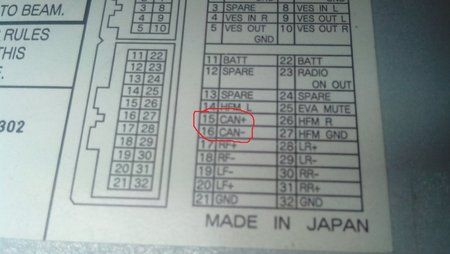 TO BEAM.
RULES
THIS
E.
302
3 SPARE 8 VES IN L
4 VES IN R 9 VES OUT L
5 VES OUT 10 VES OUT R
GND
4 9
5 10
11 BATT 22 BATT
12 SPARE 23 RADIO
ON OUT
13 SPARE 24 SPARE
14 HFM L 25 EVA MUTE
15 CAN+ 26 HFM R
16 CAN- 27 HFM GND
17 RF+ 28 LR+
18 RF- 29 LR-
19 LF- 30 RR-
20 LF+ 31 RR+
21 GND 32 GND
11 22
12 23
13 24
14 25
15 26
16 27
17 28
18 29
19 30
20 31
21 32
MADE IN JAPAN